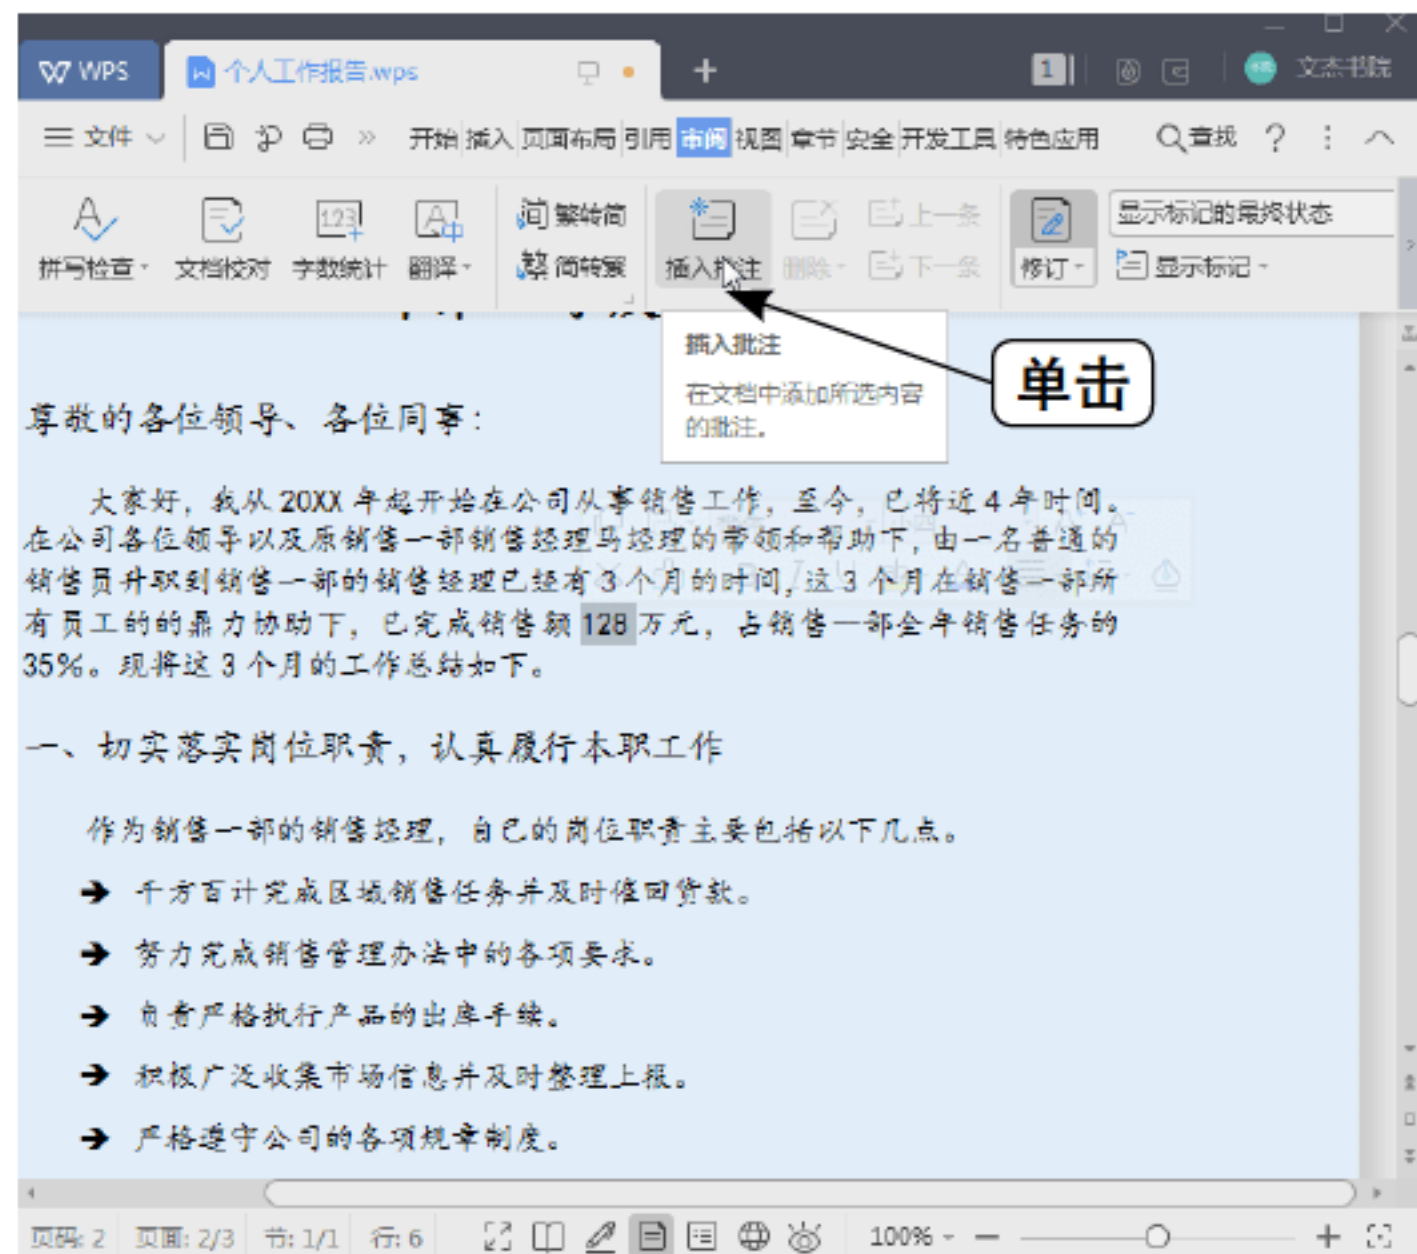 WPS 个人工作报告.wps + 1 文杰书院
文件 开始 插入 页面布局 引用 审阅 视图 章节 安全 开发工具 特色应用 查找 ?
拼写检查 文档校对 字数统计 翻译 繁转简 简转繁 插入批注 删除 上一条 下一条 修订 显示标记的最终状态 显示标记
插入批注
在文档中添加所选内容
的批注。
单击
尊敬的各位领导、各位同事：
大家好，我从 20XX 年起开始在公司从事销售工作，至今，已将近 4 年时间。
在公司各位领导以及原销售一部销售经理马经理的带领和帮助下，由一名普通的
销售员升职到销售一部的销售经理已经有 3 个月的时间，这 3 个月在销售一部所
有员工的的鼎力协助下，已完成销售额 128 万元，占销售一部全年销售任务的
35%。现将这 3 个月的工作总结如下。
一、切实落实岗位职责，认真履行本职工作
作为销售一部的销售经理，自己的岗位职责主要包括以下几点。
➔ 千方百计完成区域销售任务并及时催回货款。
➔ 努力完成销售管理办法中的各项要求。
➔ 负责严格执行产品的出库手续。
➔ 积极广泛收集市场信息并及时整理上报。
➔ 严格遵守公司的各项规章制度。
页码: 2 页面: 2/3 节: 1/1 行: 6 100%